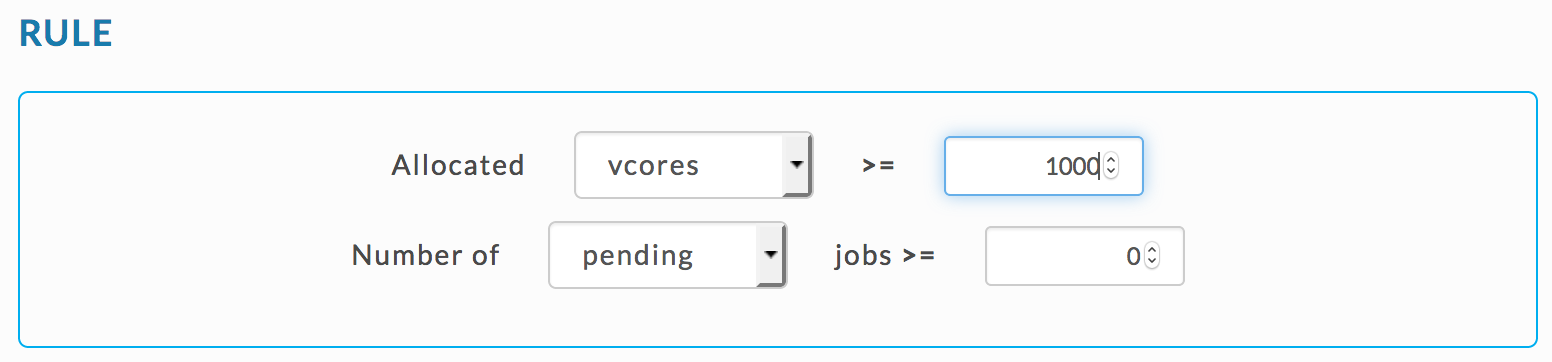 RULE
Allocated vcores >= 1000
Number of pending jobs >= 0